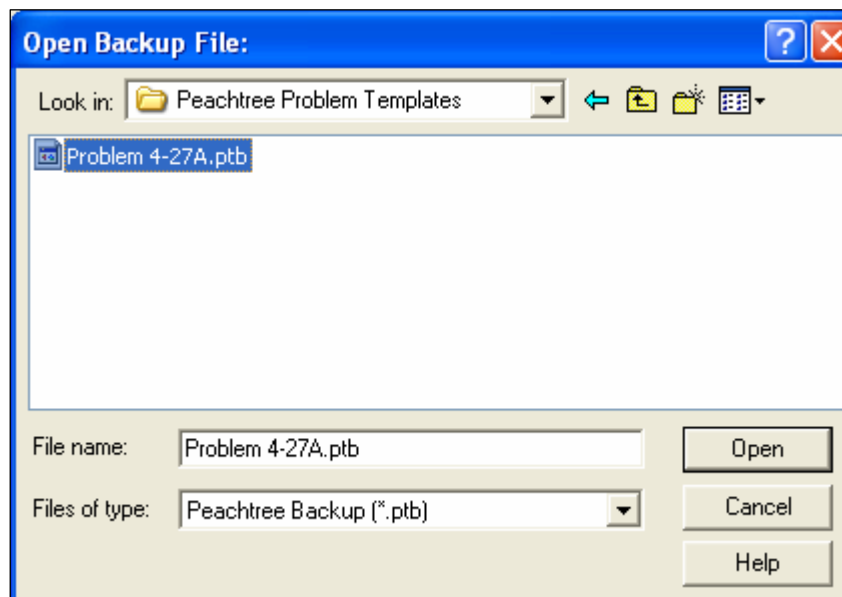 Open Backup File:
Look in: Peachtree Problem Templates
Problem 4-27A.ptb
File name: Problem 4-27A.ptb Open
Files of type: Peachtree Backup (*.ptb) Cancel
Help